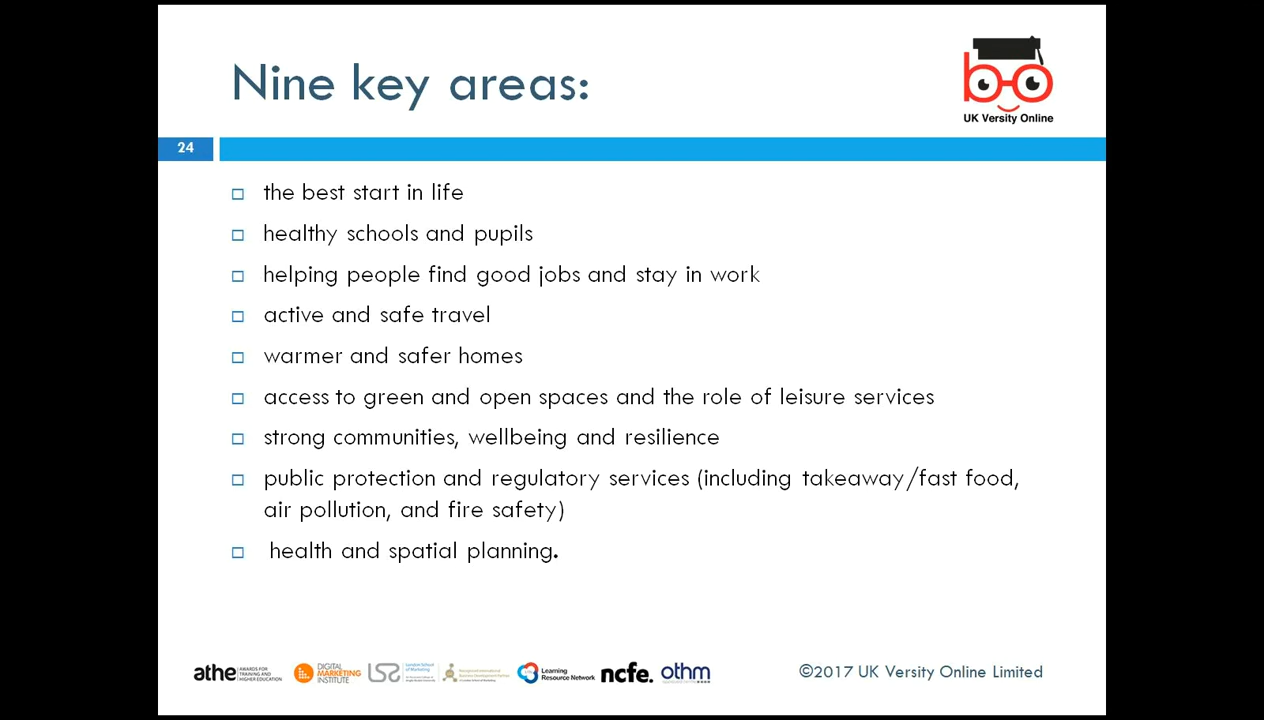 Nine key areas:
UK Versity Online
24
the best start in life
healthy schools and pupils
helping people find good jobs and stay in work
active and safe travel
warmer and safer homes
access to green and open spaces and the role of leisure services
strong communities, wellbeing and resilience
public protection and regulatory services (including takeaway/fast food,
air pollution, and fire safety)
health and spatial planning.
athe AWARDS FOR
TRAINING AND
HIGHER EDUCATION
DIGITAL
MARKETING
INSTITUTE
London School
of Marketing
Learning
Resource Network
ncfe.
othm
©2017 UK Versity Online Limited